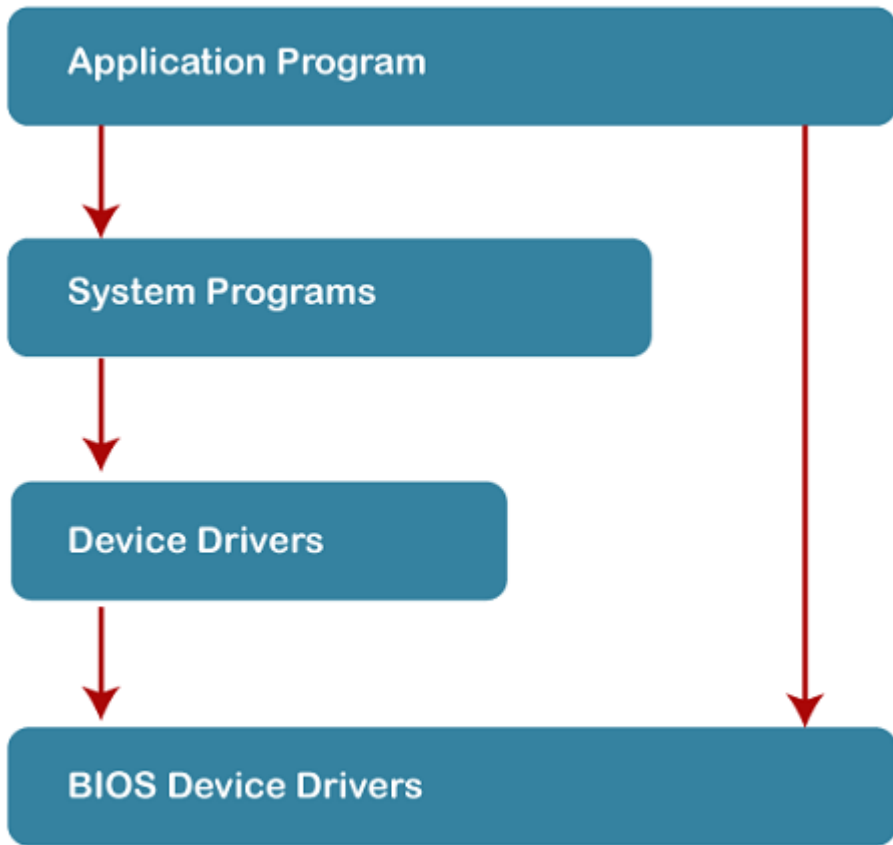 Application Program
System Programs
Device Drivers
BIOS Device Drivers